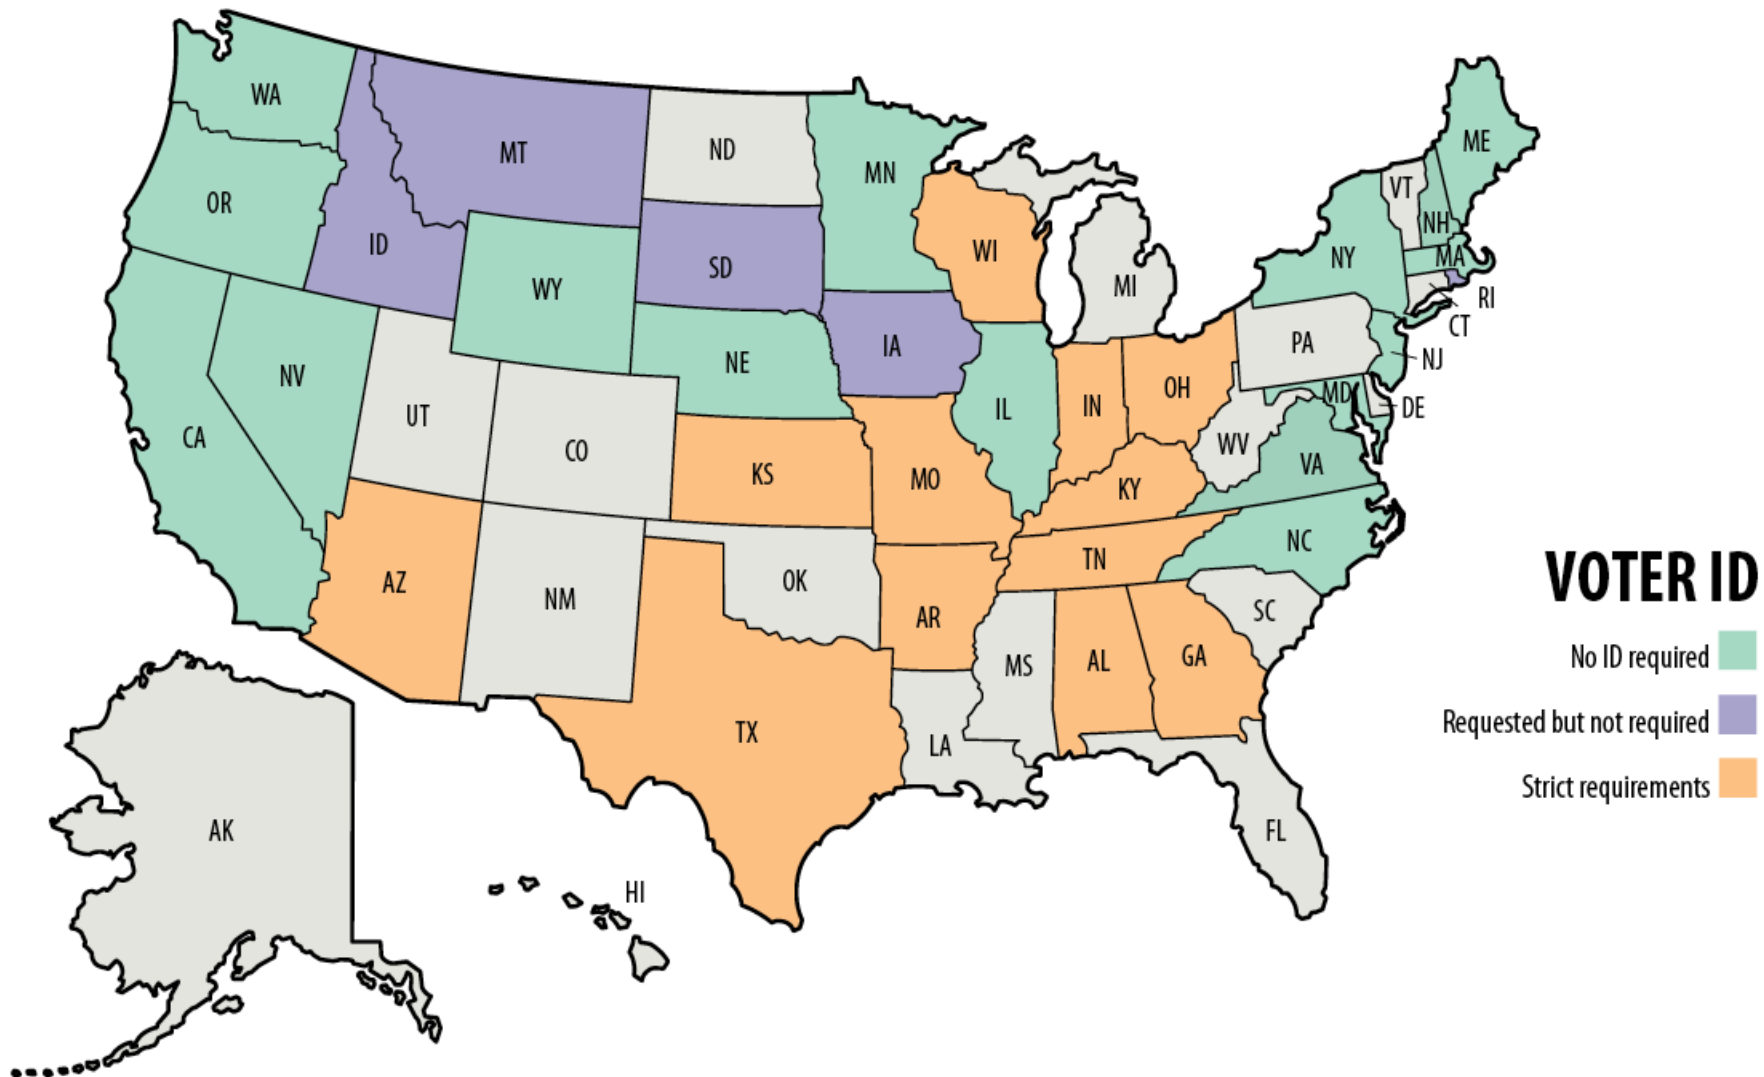 WA
MT
ND
MN
ME
OR
ID
SD
WI
VT
NH
NY
MA
WY
MI
RI
CT
IA
PA
NJ
NV
NE
OH
MD
DE
UT
CO
IL
IN
WV
CA
KS
MO
KY
VA
AZ
NM
OK
TN
NC
AR
SC
MS
AL
GA
TX
LA
AK
FL
HI
VOTER ID
No ID required
Requested but not required
Strict requirements